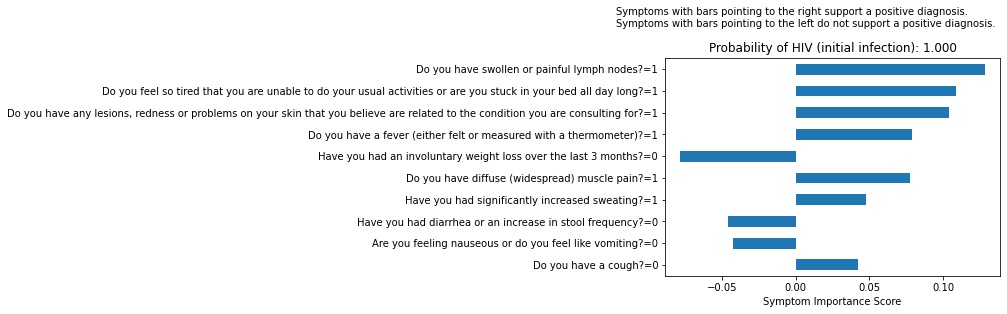 Symptoms with bars pointing to the right support a positive diagnosis.
Symptoms with bars pointing to the left do not support a positive diagnosis.
Probability of HIV (initial infection): 1.000
Do you have swollen or painful lymph nodes?=1
Do you feel so tired that you are unable to do your usual activities or are you stuck in your bed all day long?=1
Do you have any lesions, redness or problems on your skin that you believe are related to the condition you are consulting for?=1
Do you have a fever (either felt or measured with a thermometer)?=1
Have you had an involuntary weight loss over the last 3 months?=0
Do you have diffuse (widespread) muscle pain?=1
Have you had significantly increased sweating?=1
Have you had diarrhea or an increase in stool frequency?=0
Are you feeling nauseous or do you feel like vomiting?=0
Do you have a cough?=0
−0.05 0.00 0.05 0.10
Symptom Importance Score